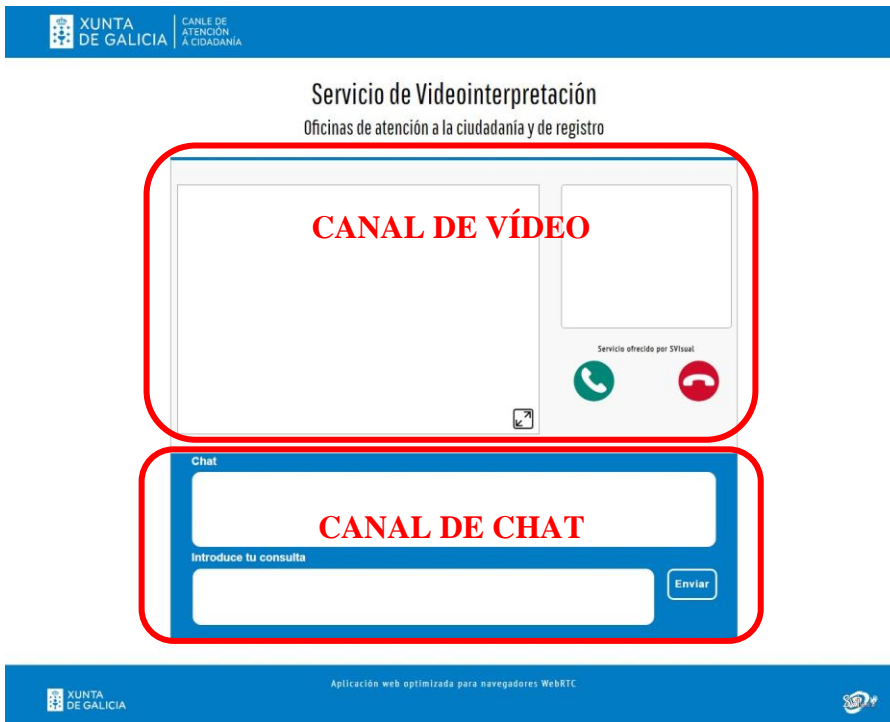 XUNTA
DE GALICIA
CANLE DE
ATENCIÓN
Á CIDADANÍA
Servicio de Videointerpretación
Oficinas de atención a la ciudadanía y de registro
CANAL DE VÍDEO
Servicio ofrecido por SVIsual
Chat
CANAL DE CHAT
Introduce tu consulta
Enviar
Aplicación web optimizada para navegadores WebRTC
XUNTA
DE GALICIA